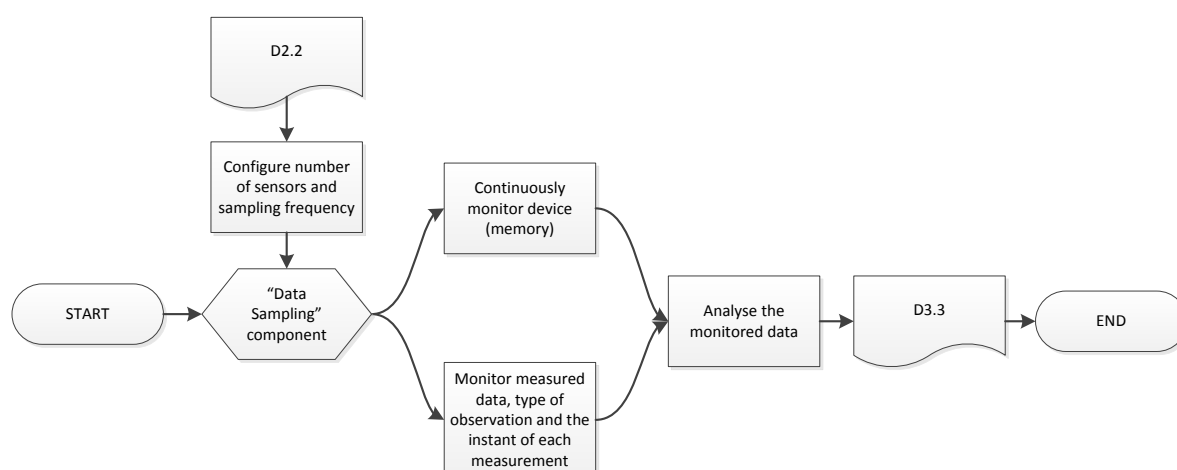 D2.2
Configure number
of sensors and
sampling frequency
START
“Data
Sampling”
component
Continuously
monitor device
(memory)
Monitor measured
data, type of
observation and the
instant of each
measurement
Analyse the
monitored data
D3.3
END